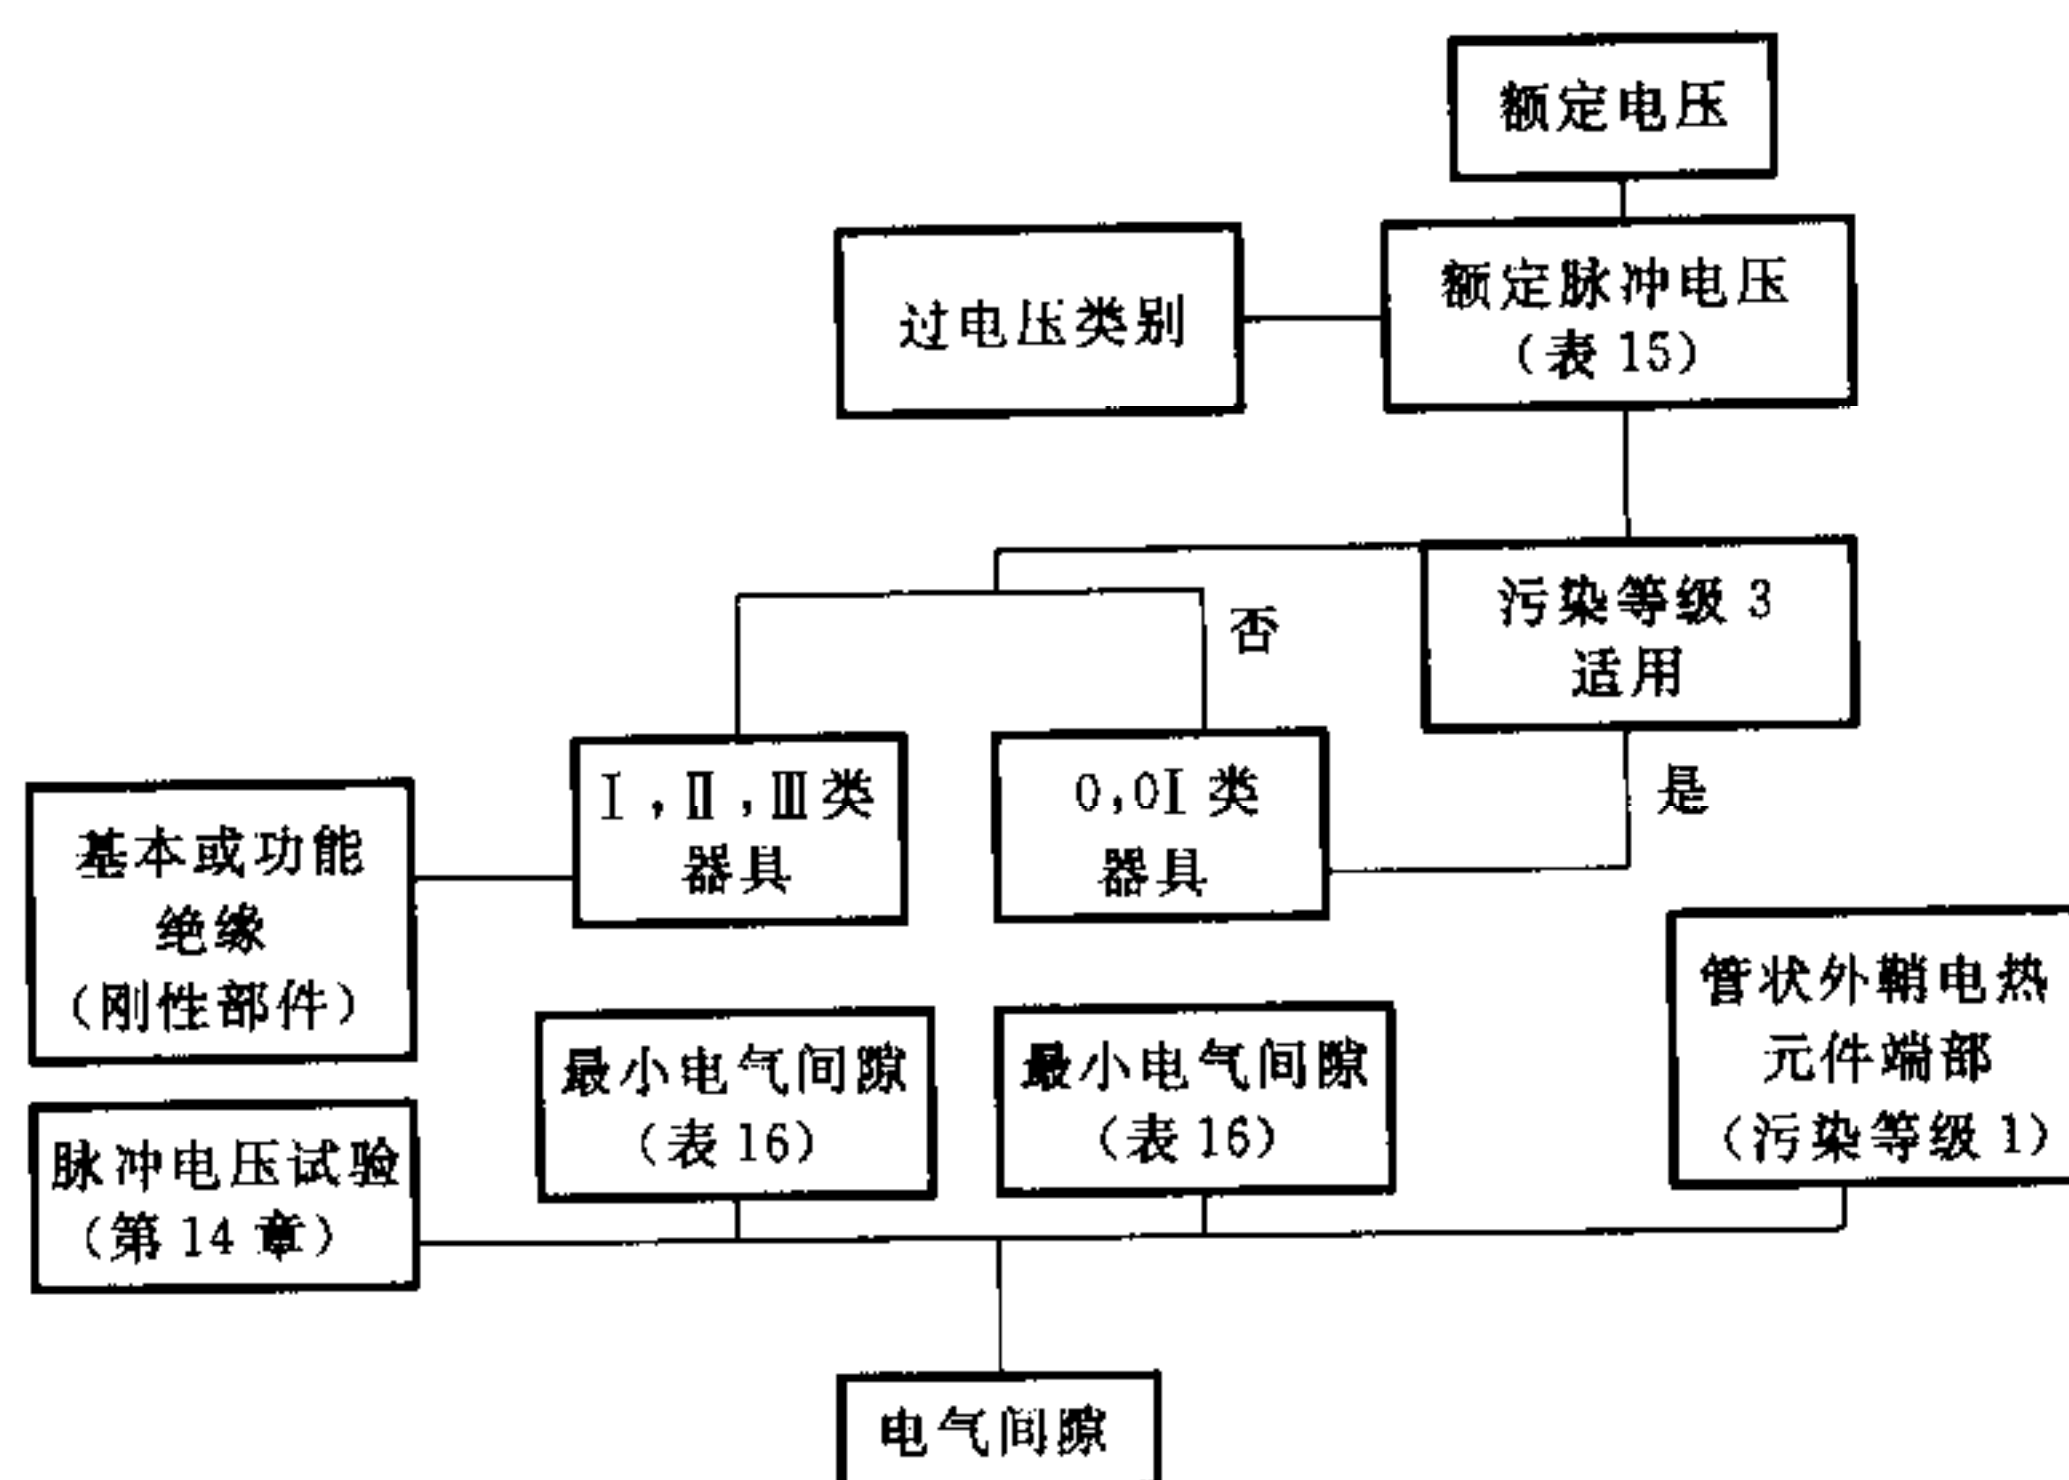 额定电压
过电压类别
额定脉冲电压
（表 15）
污染等级 3
适用
否
是
Ⅰ，Ⅱ，Ⅲ类
器具
0,0Ⅰ 类
器具
基本或功能
绝缘
（刚性部件）
管状外鞘电热
元件端部
（污染等级 1）
最小电气间隙
（表 16）
最小电气间隙
（表 16）
脉冲电压试验
（第 14 章）
电气间隙